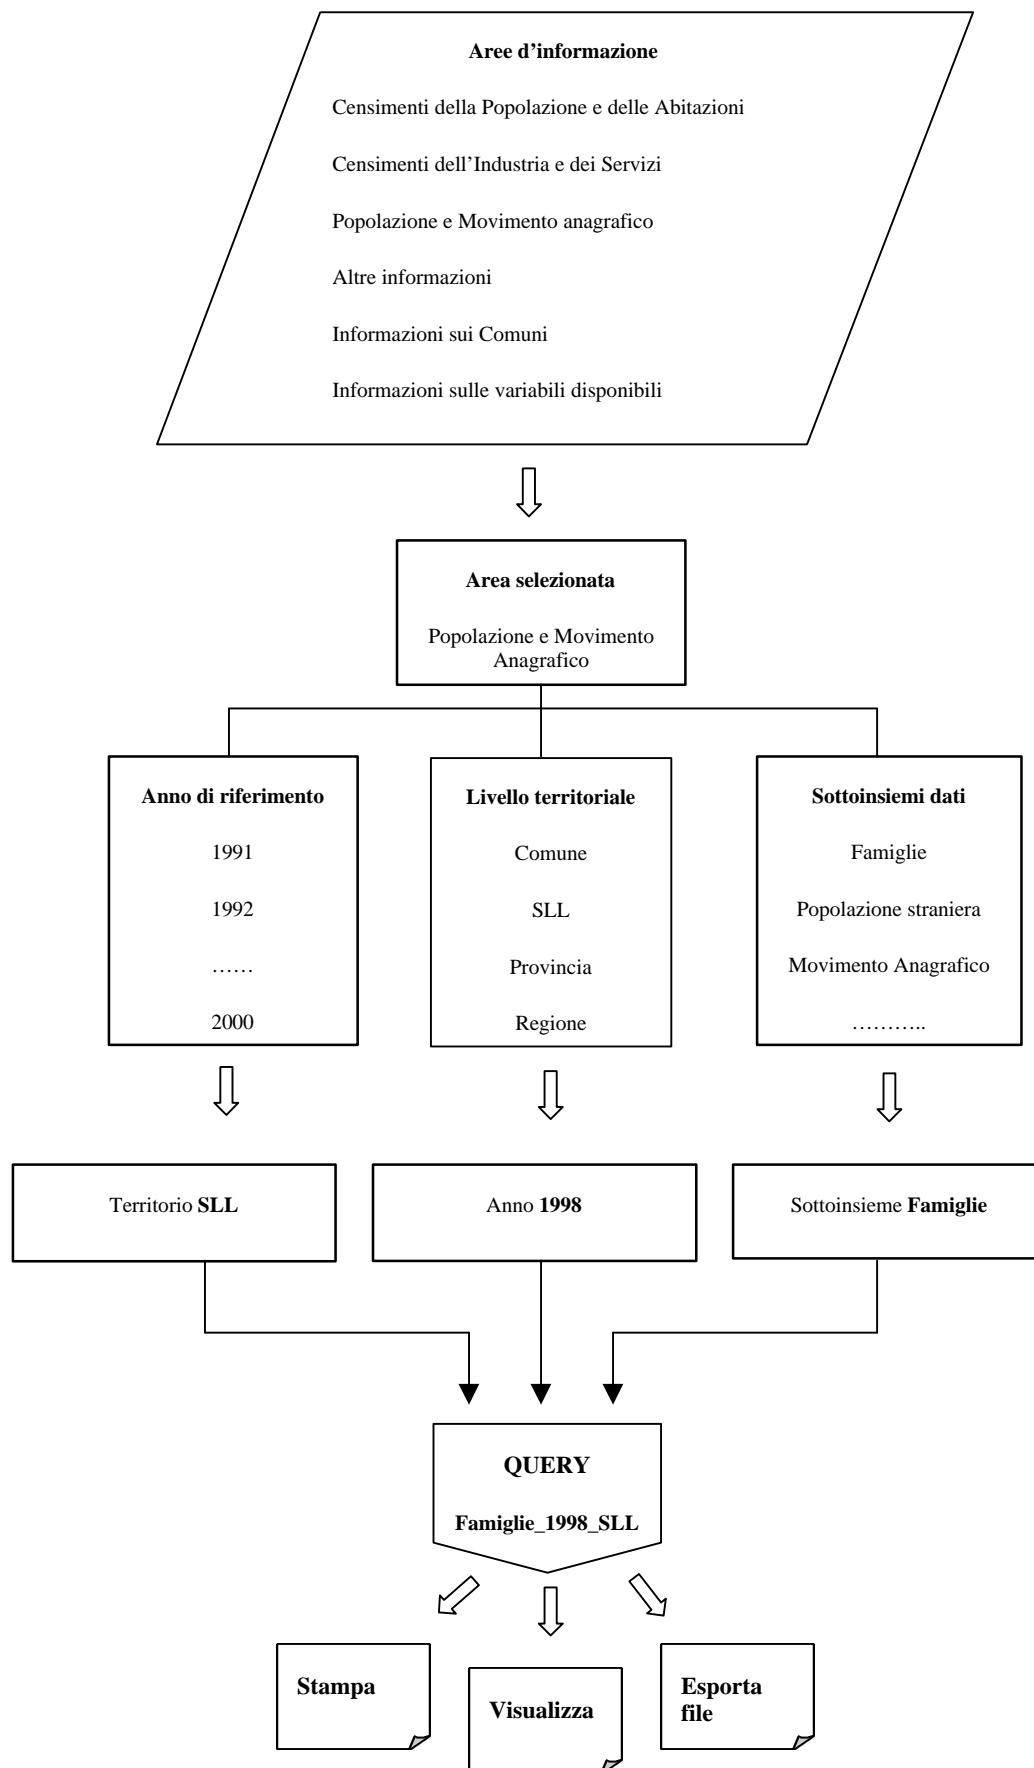 Aree d’informazione
Censimenti della Popolazione e delle Abitazioni
Censimenti dell’Industria e dei Servizi
Popolazione e Movimento anagrafico
Altre informazioni
Informazioni sui Comuni
Informazioni sulle variabili disponibili
Area selezionata
Popolazione e Movimento
Anagrafico
Anno di riferimento
1991
1992
……
2000
Livello territoriale
Comune
SLL
Provincia
Regione
Sottoinsiemi dati
Famiglie
Popolazione straniera
Movimento Anagrafico
………..
Territorio SLL
Anno 1998
Sottoinsieme Famiglie
QUERY
Famiglie_1998_SLL
Stampa
Visualizza
Esporta
file